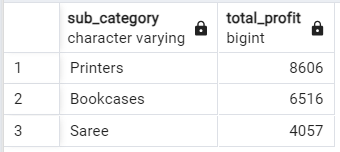 sub_category total_profit
character varying bigint
1 Printers 8606
2 Bookcases 6516
3 Saree 4057